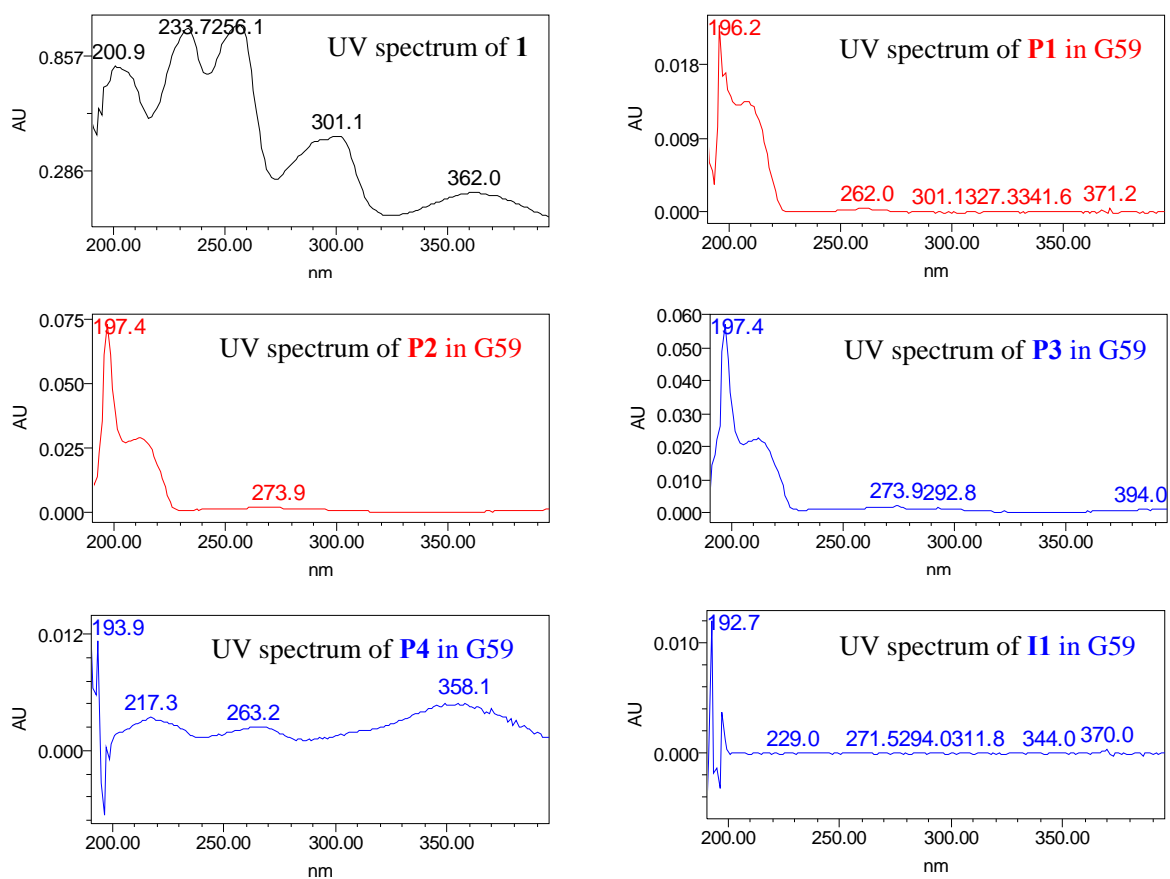 UV spectrum of 1
200.9 233.7256.1 301.1 362.0
0.857
0.286
AU
200.00 250.00 300.00 350.00
nm
UV spectrum of P1 in G59
196.2 262.0 301.1327.3341.6 371.2
0.018
0.009
0.000
AU
200.00 250.00 300.00 350.00
nm
UV spectrum of P2 in G59
197.4 273.9
0.075
0.050
0.025
0.000
AU
200.00 250.00 300.00 350.00
nm
UV spectrum of P3 in G59
197.4 273.9292.8 394.0
0.060
0.050
0.040
0.030
0.020
0.010
0.000
AU
200.00 250.00 300.00 350.00
nm
UV spectrum of P4 in G59
193.9 217.3 263.2 358.1
0.012
0.000
AU
200.00 250.00 300.00 350.00
nm
UV spectrum of I1 in G59
192.7 229.0 271.5294.0311.8 344.0 370.0
0.010
0.000
AU
200.00 250.00 300.00 350.00
nm